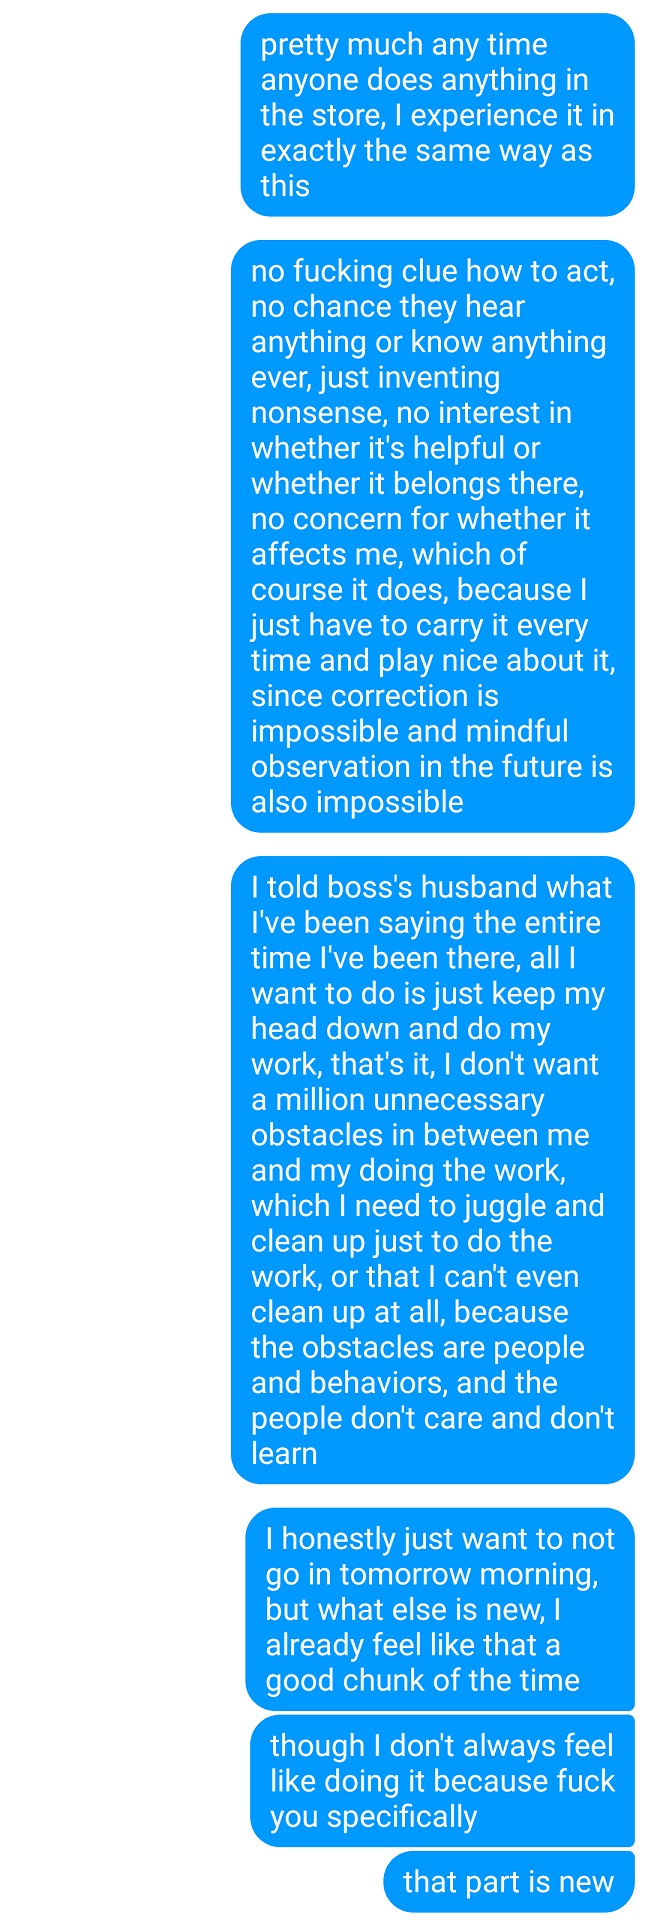 pretty much any time
anyone does anything in
the store, I experience it in
exactly the same way as
this
no fucking clue how to act,
no chance they hear
anything or know anything
ever, just inventing
nonsense, no interest in
whether it's helpful or
whether it belongs there,
no concern for whether it
affects me, which of
course it does, because I
just have to carry it every
time and play nice about it,
since correction is
impossible and mindful
observation in the future is
also impossible
I told boss's husband what
I've been saying the entire
time I've been there, all I
want to do is just keep my
head down and do my
work, that's it, I don't want
a million unnecessary
obstacles in between me
and my doing the work,
which I need to juggle and
clean up just to do the
work, or that I can't even
clean up at all, because
the obstacles are people
and behaviors, and the
people don't care and don't
learn
I honestly just want to not
go in tomorrow morning,
but what else is new, I
already feel like that a
good chunk of the time
though I don't always feel
like doing it because fuck
you specifically
that part is new